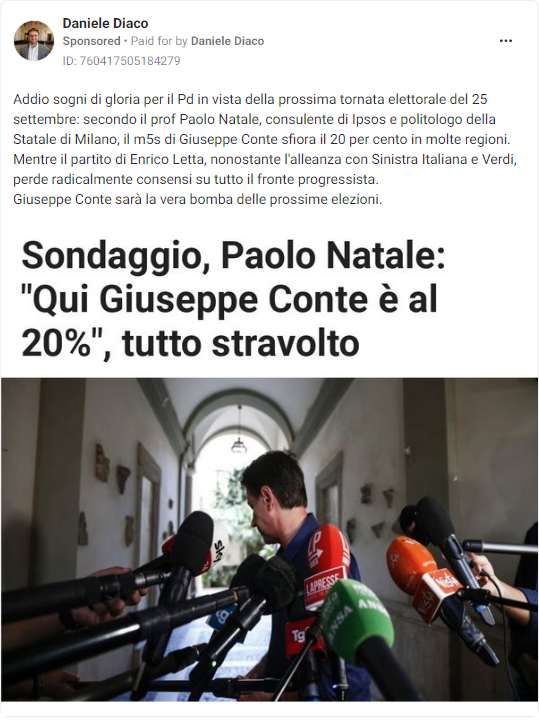 Daniele Diaco
Sponsored • Paid for by Daniele Diaco
ID: 760417505184279
Addio sogni di gloria per il Pd in vista della prossima tornata elettorale del 25
settembre: secondo il prof Paolo Natale, consulente di Ipsos e politologo della
Statale di Milano, il m5s di Giuseppe Conte sfiora il 20 per cento in molte regioni.
Mentre il partito di Enrico Letta, nonostante l'alleanza con Sinistra Italiana e Verdi,
perde radicalmente consensi su tutto il fronte progressista.
Giuseppe Conte sarà la vera bomba delle prossime elezioni.
Sondaggio, Paolo Natale:
"Qui Giuseppe Conte è al
20%", tutto stravolto
sky
LAPRESSE
ANSA
ANSA
Tg